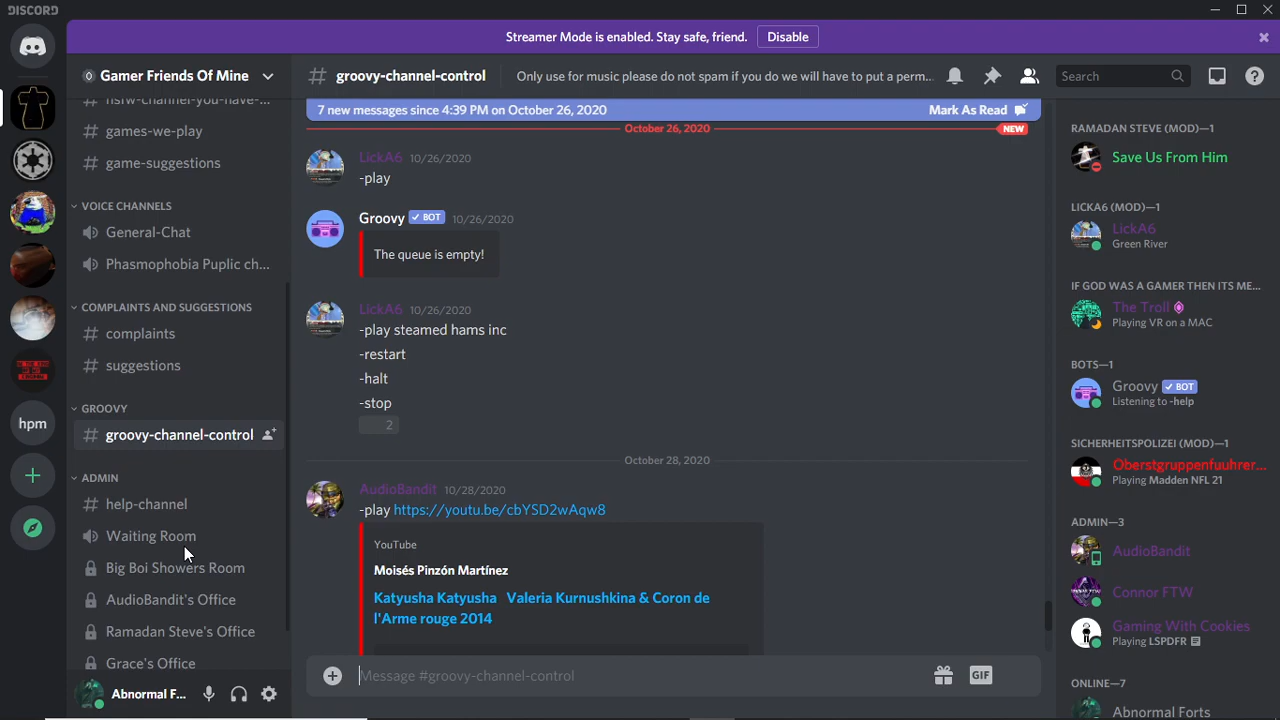 DISCORD
Streamer Mode is enabled. Stay safe, friend. Disable
Gamer Friends Of Mine
# groovy-channel-control Only use for music please do not spam if you do we will have to put a perm... Search
nsfw-channel-you-have-...
# games-we-play
# game-suggestions
VOICE CHANNELS
General-Chat
Phasmophobia Puplic ch...
COMPLAINTS AND SUGGESTIONS
# complaints
# suggestions
GROOVY
# groovy-channel-control
ADMIN
# help-channel
Waiting Room
Big Boi Showers Room
AudioBandit's Office
Ramadan Steve's Office
Grace's Office
Abnormal F...
hpm
7 new messages since 4:39 PM on October 26, 2020 Mark As Read
October 26, 2020 NEW
LickA6 10/26/2020
-play
Groovy BOT 10/26/2020
The queue is empty!
LickA6 10/26/2020
-play steamed hams inc
-restart
-halt
-stop
2
October 28, 2020
AudioBandit 10/28/2020
-play https://youtu.be/cbYSD2wAqw8
YouTube
Moisés Pinzón Martínez
Katyusha Katyusha Valeria Kurnushkina & Coron de
l'Arme rouge 2014
Message #groovy-channel-control
GIF
RAMADAN STEVE (MOD)—1
Save Us From Him
LICKA6 (MOD)—1
LickA6
Green River
IF GOD WAS A GAMER THEN ITS ME...
The Troll
Playing VR on a MAC
BOTS—1
Groovy BOT
Listening to -help
SICHERHEITSPOLIZEI (MOD)—1
Oberstgruppenfuuhrer...
Playing Madden NFL 21
ADMIN—3
AudioBandit
Connor FTW
Gaming With Cookies
Playing LSPDFR
ONLINE—7
Abnormal Forts